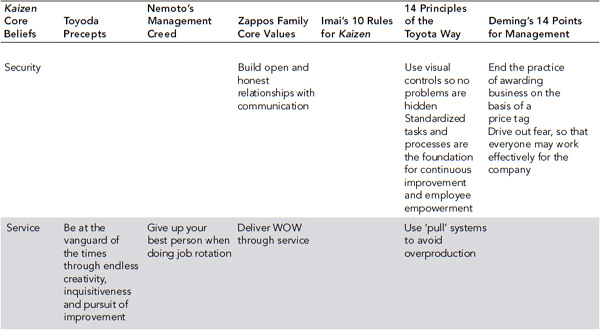 Kaizen
Core
Beliefs
Toyoda
Precepts
Nemoto's
Management
Creed
Zappos Family
Core Values
Imai's 10 Rules
for Kaizen
14 Principles
of the
Toyota Way
Deming's 14 Points
for Management
Security
Build open and
honest
relationships with
communication
Use visual
controls so no
problems are
hidden
Standardized
tasks and
processes are
the foundation
for continuous
improvement
and employee
empowerment
End the practice
of awarding
business on the
basis of a
price tag
Drive out fear, so that
everyone may work
effectively for the
company
Service
Be at the
vanguard of
the times
through endless
creativity,
inquisitiveness
and pursuit of
improvement
Give up your
best person when
doing job rotation
Deliver WOW
through service
Use 'pull' systems
to avoid
overproduction